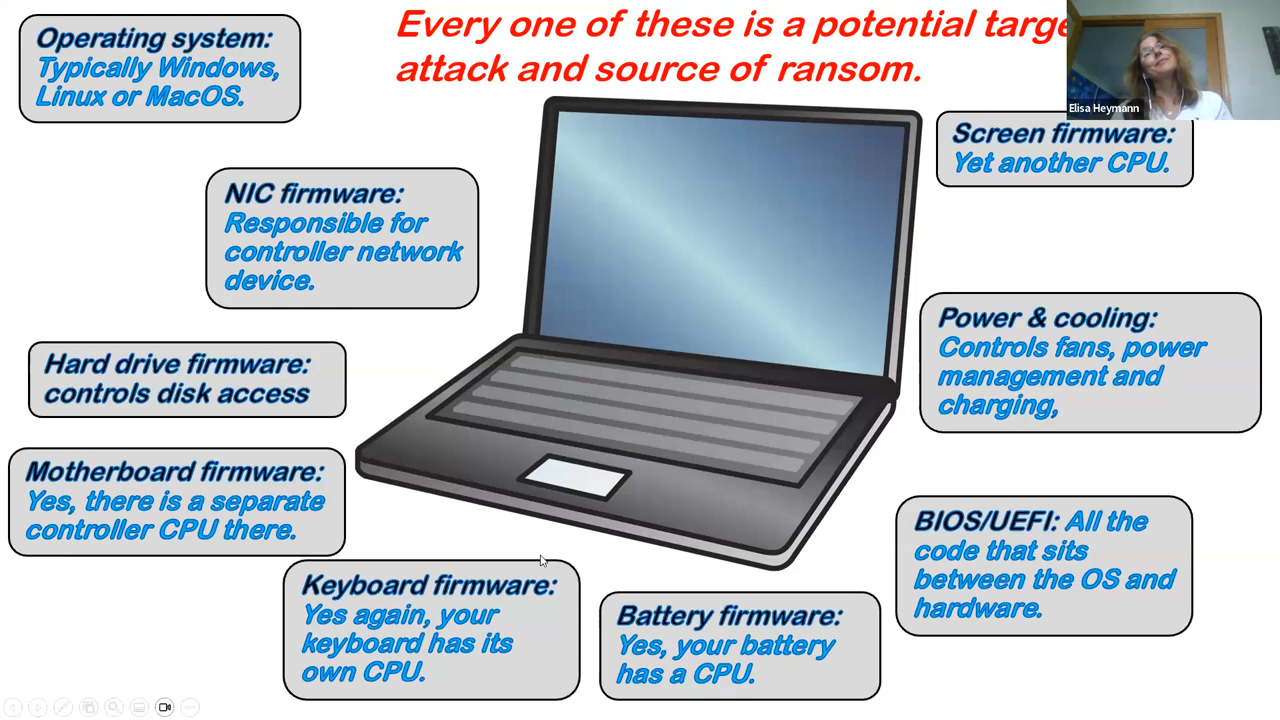 Every one of these is a potential
attack and source of ransom.
Operating system:
Typically Windows,
Linux or MacOS.
Elisa Heymann
NIC firmware:
Responsible for
controller network
device.
Hard drive firmware:
controls disk access
Motherboard firmware:
Yes, there is a separate
controller CPU there.
Keyboard firmware:
Yes again, your
keyboard has its
own CPU.
Battery firmware:
Yes, your battery
has a CPU.
BIOS/UEFI: All the
code that sits
between the OS and
hardware.
Power & cooling:
Controls fans, power
management and
charging,
Screen firmware:
Yet another CPU.